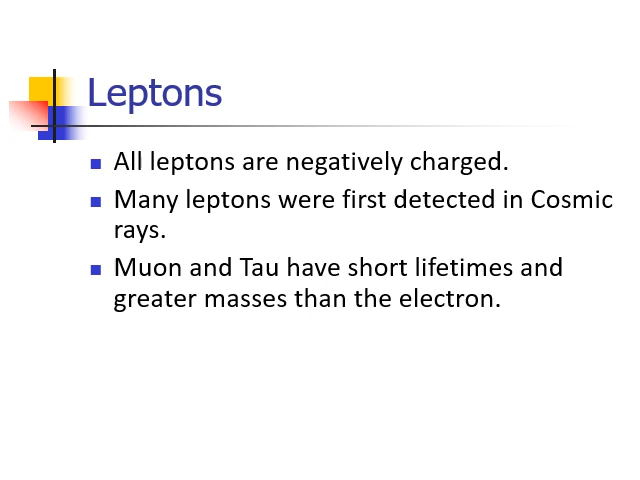 Leptons
All leptons are negatively charged.
Many leptons were first detected in Cosmic
rays.
Muon and Tau have short lifetimes and
greater masses than the electron.